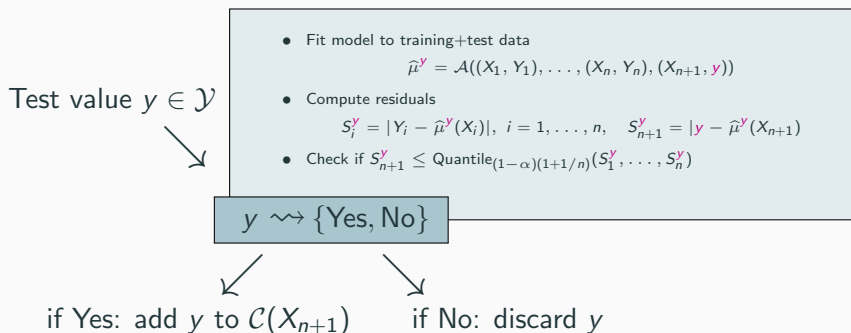 • Fit model to training+test data
μ̂^y = 𝒜((X_1, Y_1), . . . , (X_n, Y_n), (X_{n+1}, y))
Test value y ∈ 𝒴
• Compute residuals
S_i^y = |Y_i − μ̂^y(X_i)|, i = 1, . . . , n, S_{n+1}^y = |y − μ̂^y(X_{n+1})
• Check if S_{n+1}^y ≤ Quantile_{(1−α)(1+1/n)}(S_1^y, . . . , S_n^y)
y ⇝ {Yes, No}
if Yes: add y to 𝒞(X_{n+1}) if No: discard y